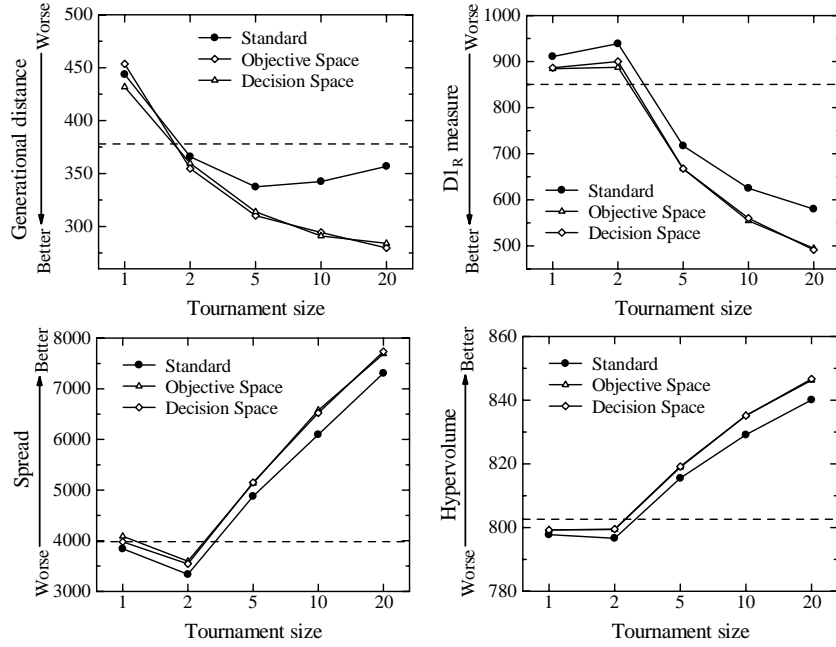 Worse
Better
Generational distance
450
400
350
300
Standard
Objective Space
Decision Space
1 2 5 10 20
Tournament size
Worse
Better
D1R measure
1000
900
800
700
600
500
Standard
Objective Space
Decision Space
1 2 5 10 20
Tournament size
Better
Worse
Spread
8000
7000
6000
5000
4000
3000
Standard
Objective Space
Decision Space
1 2 5 10 20
Tournament size
Better
Worse
Hypervolume
860
840
820
800
780
Standard
Objective Space
Decision Space
1 2 5 10 20
Tournament size